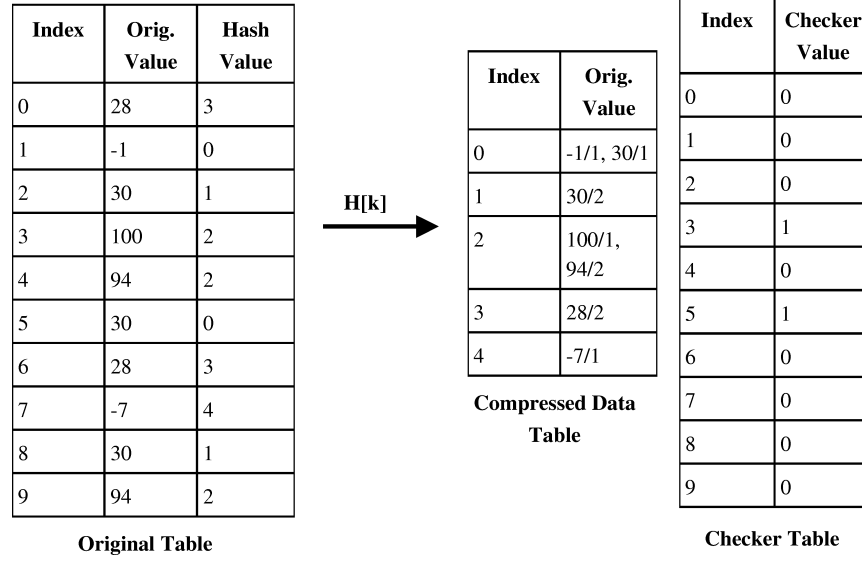 Index Orig. Value Hash Value
0 28 3
1 -1 0
2 30 1
3 100 2
4 94 2
5 30 0
6 28 3
7 -7 4
8 30 1
9 94 2
Original Table
H[k]
Index Orig. Value
0 -1/1, 30/1
1 30/2
2 100/1,
94/2
3 28/2
4 -7/1
Compressed Data
Table
Index Checker Value
0 0
1 0
2 0
3 1
4 0
5 1
6 0
7 0
8 0
9 0
Checker Table